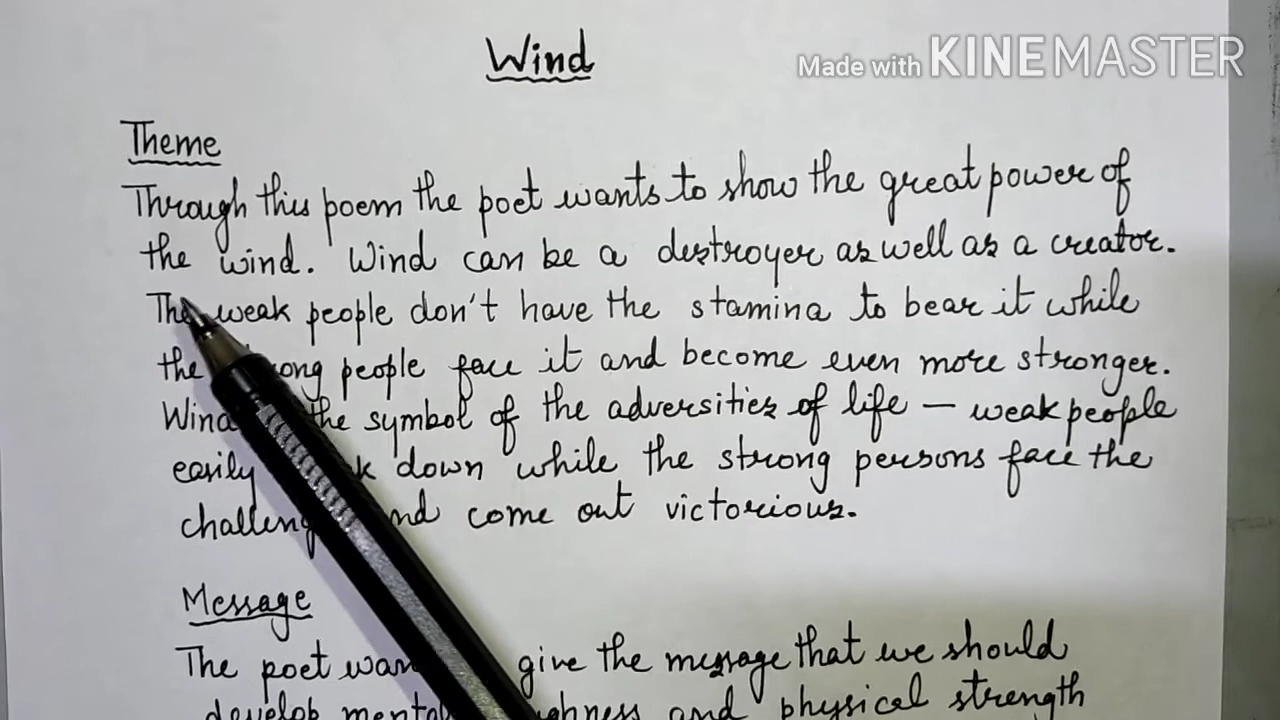 Wind
Made with KINEMASTER
Theme
Through this poem the poet wants to show the great power of
the wind. Wind can be a destroyer as well as a creator.
The weak people don't have the stamina to bear it while
the people face it and become even more stronger.
Wind the symbol of the adversities of life — weak people
easily down while the strong persons face the
come out victorious.
Message
The poet give the message that we should
develop and physical strength